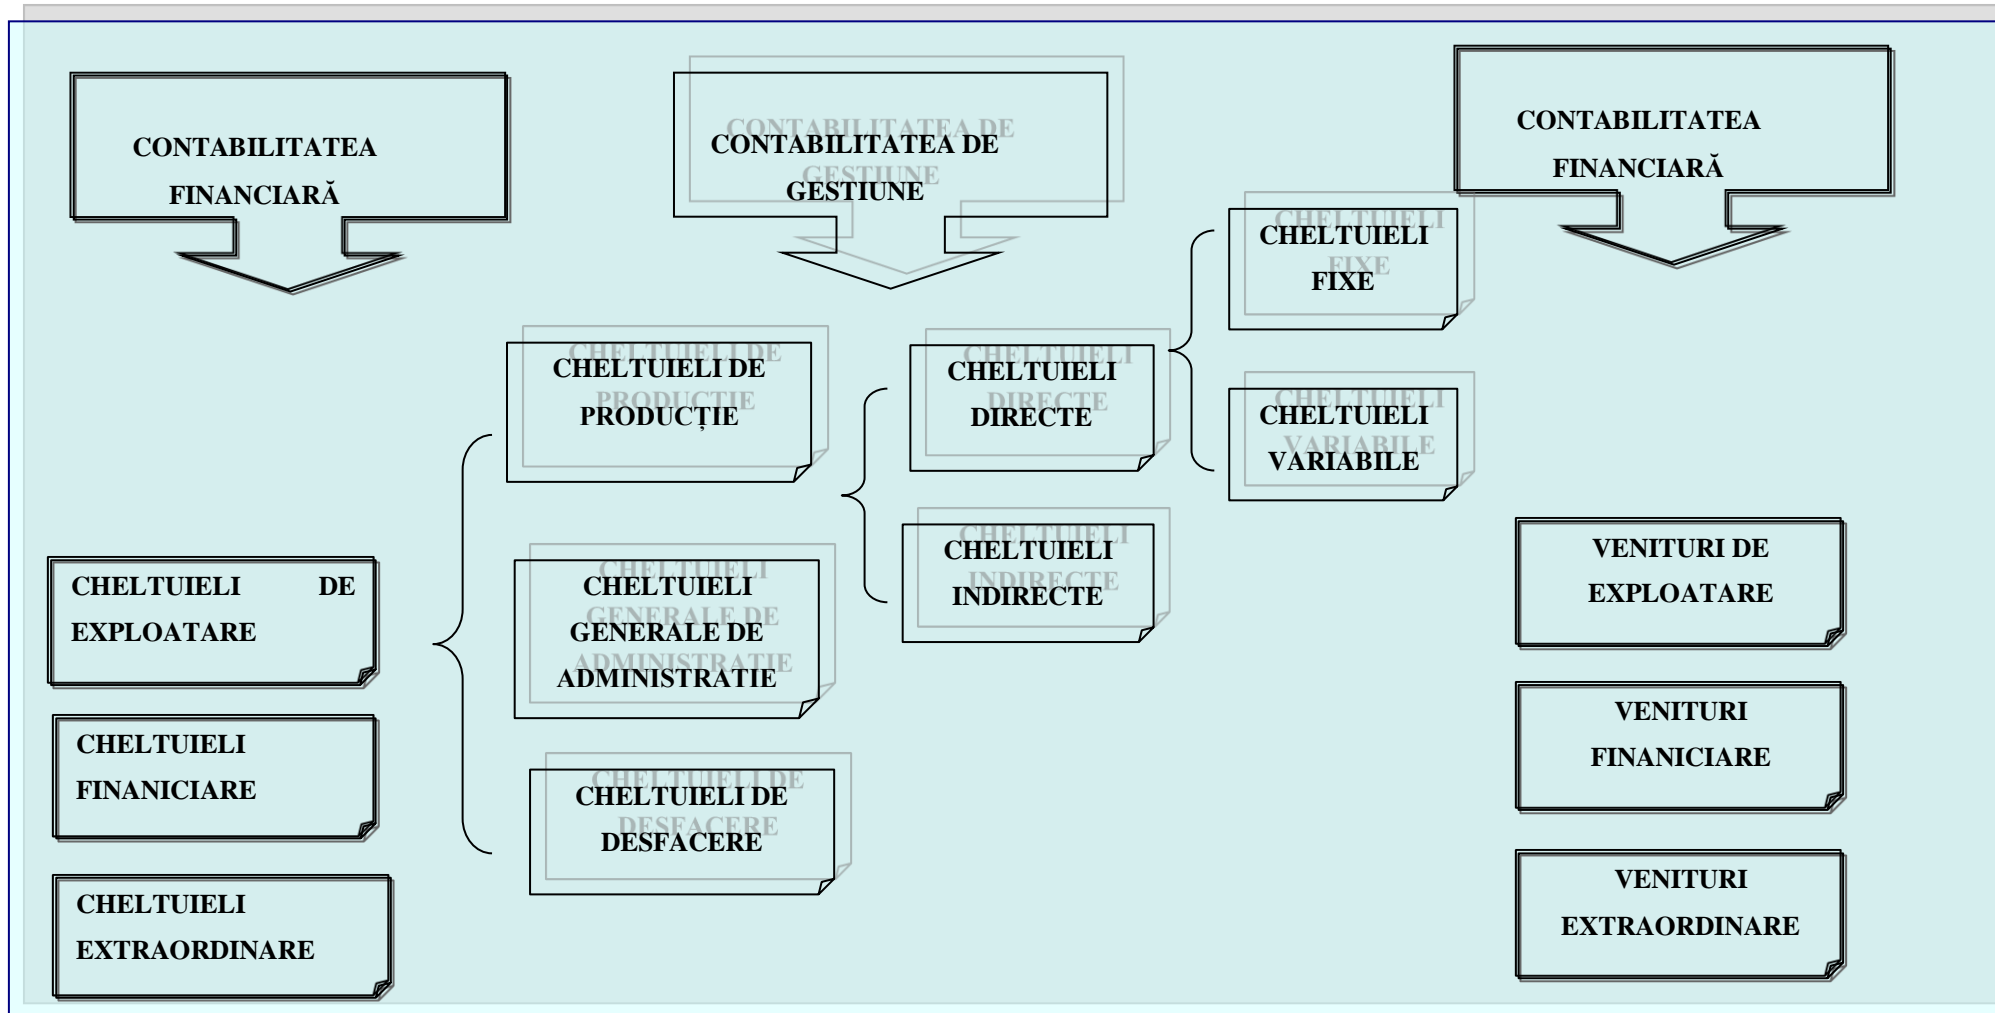 CONTABILITATEA
FINANCIARĂ
CONTABILITATEA DE
GESTIUNE
CONTABILITATEA
FINANCIARĂ
CHELTUIELI
FIXE
CHELTUIELI DE
PRODUCȚIE
CHELTUIELI
DIRECTE
CHELTUIELI
VARIABILE
CHELTUIELI
INDIRECTE
CHELTUIELI DE
EXPLOATARE
CHELTUIELI
GENERALE DE
ADMINISTRATIE
VENITURI DE
EXPLOATARE
CHELTUIELI
FINANICIARE
VENITURI
FINANICIARE
CHELTUIELI DE
DESFACERE
CHELTUIELI
EXTRAORDINARE
VENITURI
EXTRAORDINARE